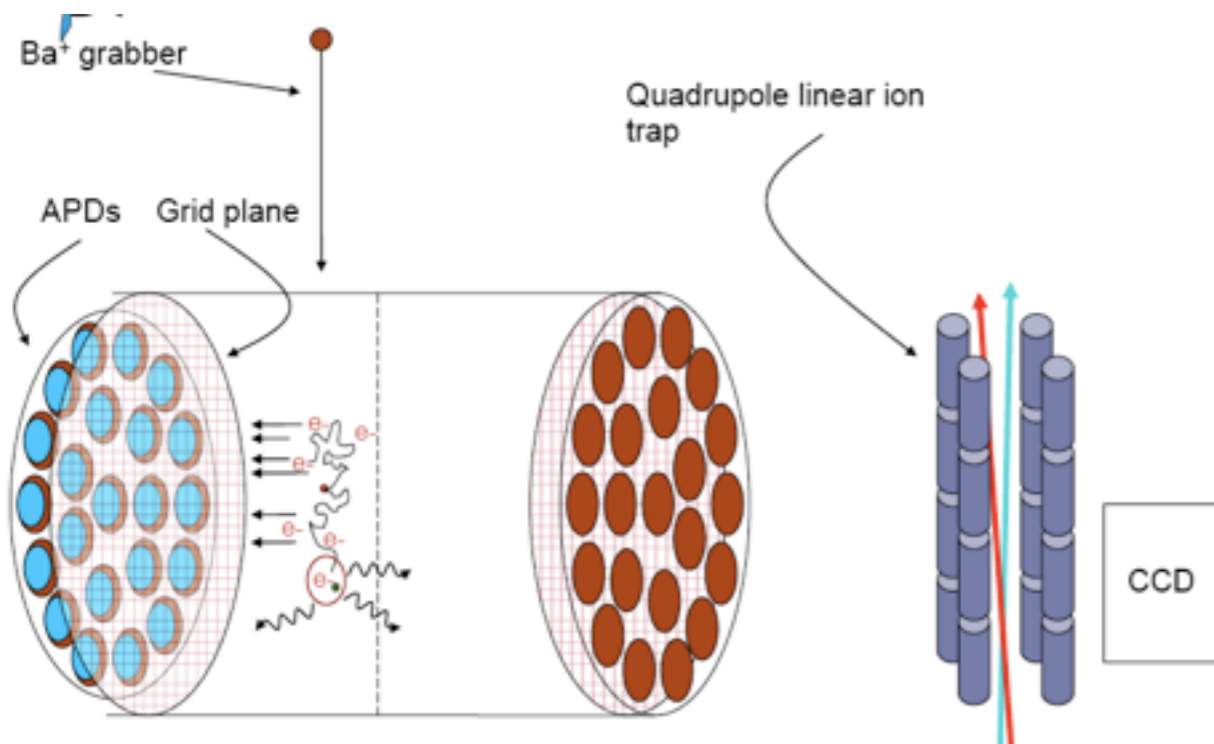 Ba⁺ grabber
Quadrupole linear ion
trap
APDs
Grid plane
e-
e-
e-
e-
e-
e-
CCD